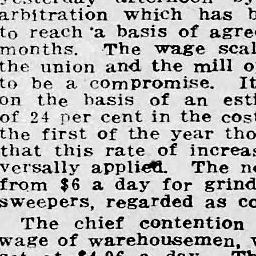 yesterday afternoon by
arbitration which has b
to reach a basis of agre
months. The wage scal
the union and the mill o
to be a compromise. It
on the basis of an esti
of 24 per cent in the cost
the first of the year tho
that this rate of increas
versally applied. The ne
from $6 a day for grind
sweepers, regarded as co
The chief contention
wage of warehousemen, w